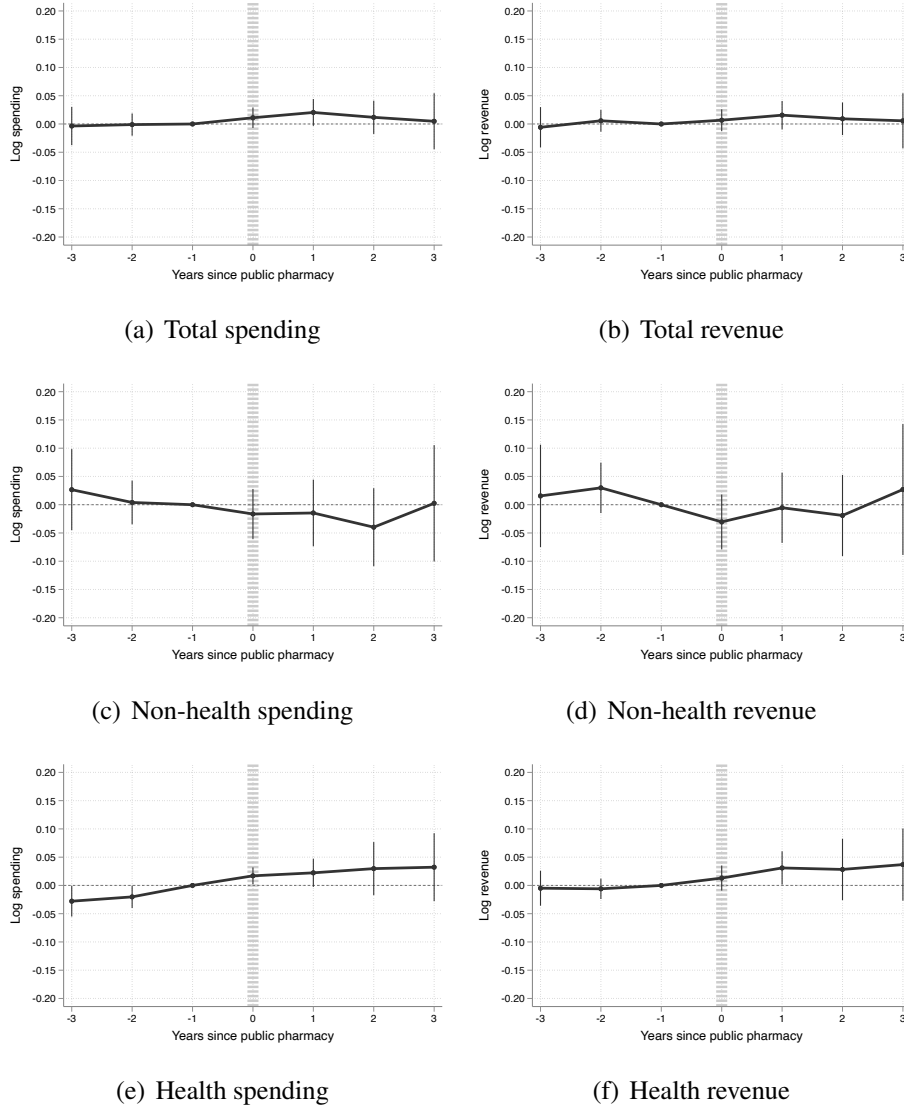 0.20
0.15
0.10
0.05
0.00
-0.05
-0.10
-0.15
-0.20
Log spending
-3 -2 -1 0 1 2 3
Years since public pharmacy
(a) Total spending
0.20
0.15
0.10
0.05
0.00
-0.05
-0.10
-0.15
-0.20
Log revenue
-3 -2 -1 0 1 2 3
Years since public pharmacy
(b) Total revenue
0.20
0.15
0.10
0.05
0.00
-0.05
-0.10
-0.15
-0.20
Log spending
-3 -2 -1 0 1 2 3
Years since public pharmacy
(c) Non-health spending
0.20
0.15
0.10
0.05
0.00
-0.05
-0.10
-0.15
-0.20
Log revenue
-3 -2 -1 0 1 2 3
Years since public pharmacy
(d) Non-health revenue
0.20
0.15
0.10
0.05
0.00
-0.05
-0.10
-0.15
-0.20
Log spending
-3 -2 -1 0 1 2 3
Years since public pharmacy
(e) Health spending
0.20
0.15
0.10
0.05
0.00
-0.05
-0.10
-0.15
-0.20
Log revenue
-3 -2 -1 0 1 2 3
Years since public pharmacy
(f) Health revenue